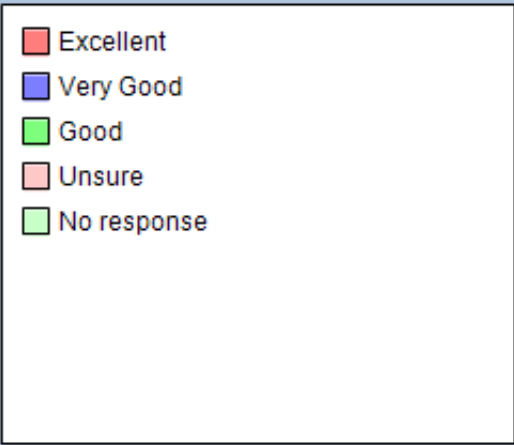 Excellent
Very Good
Good
Unsure
No response